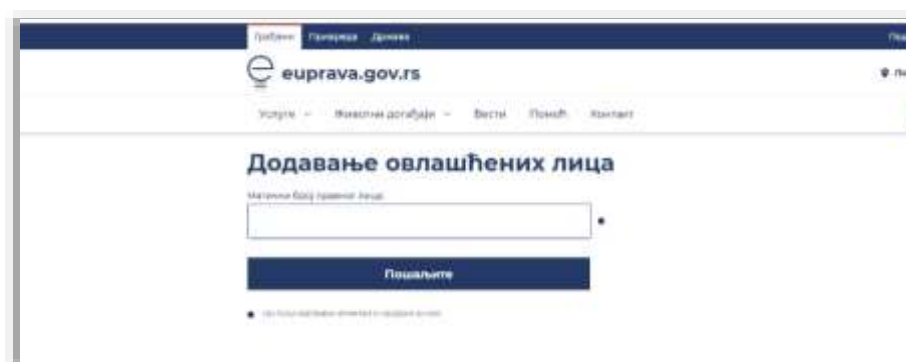 Грађани Привреда Држава
euprava.gov.rs
Услуге Животни догађаји Вести Помоћ Контакт
Додавање овлашћених лица
Матични број правног лица:
Пошаљите